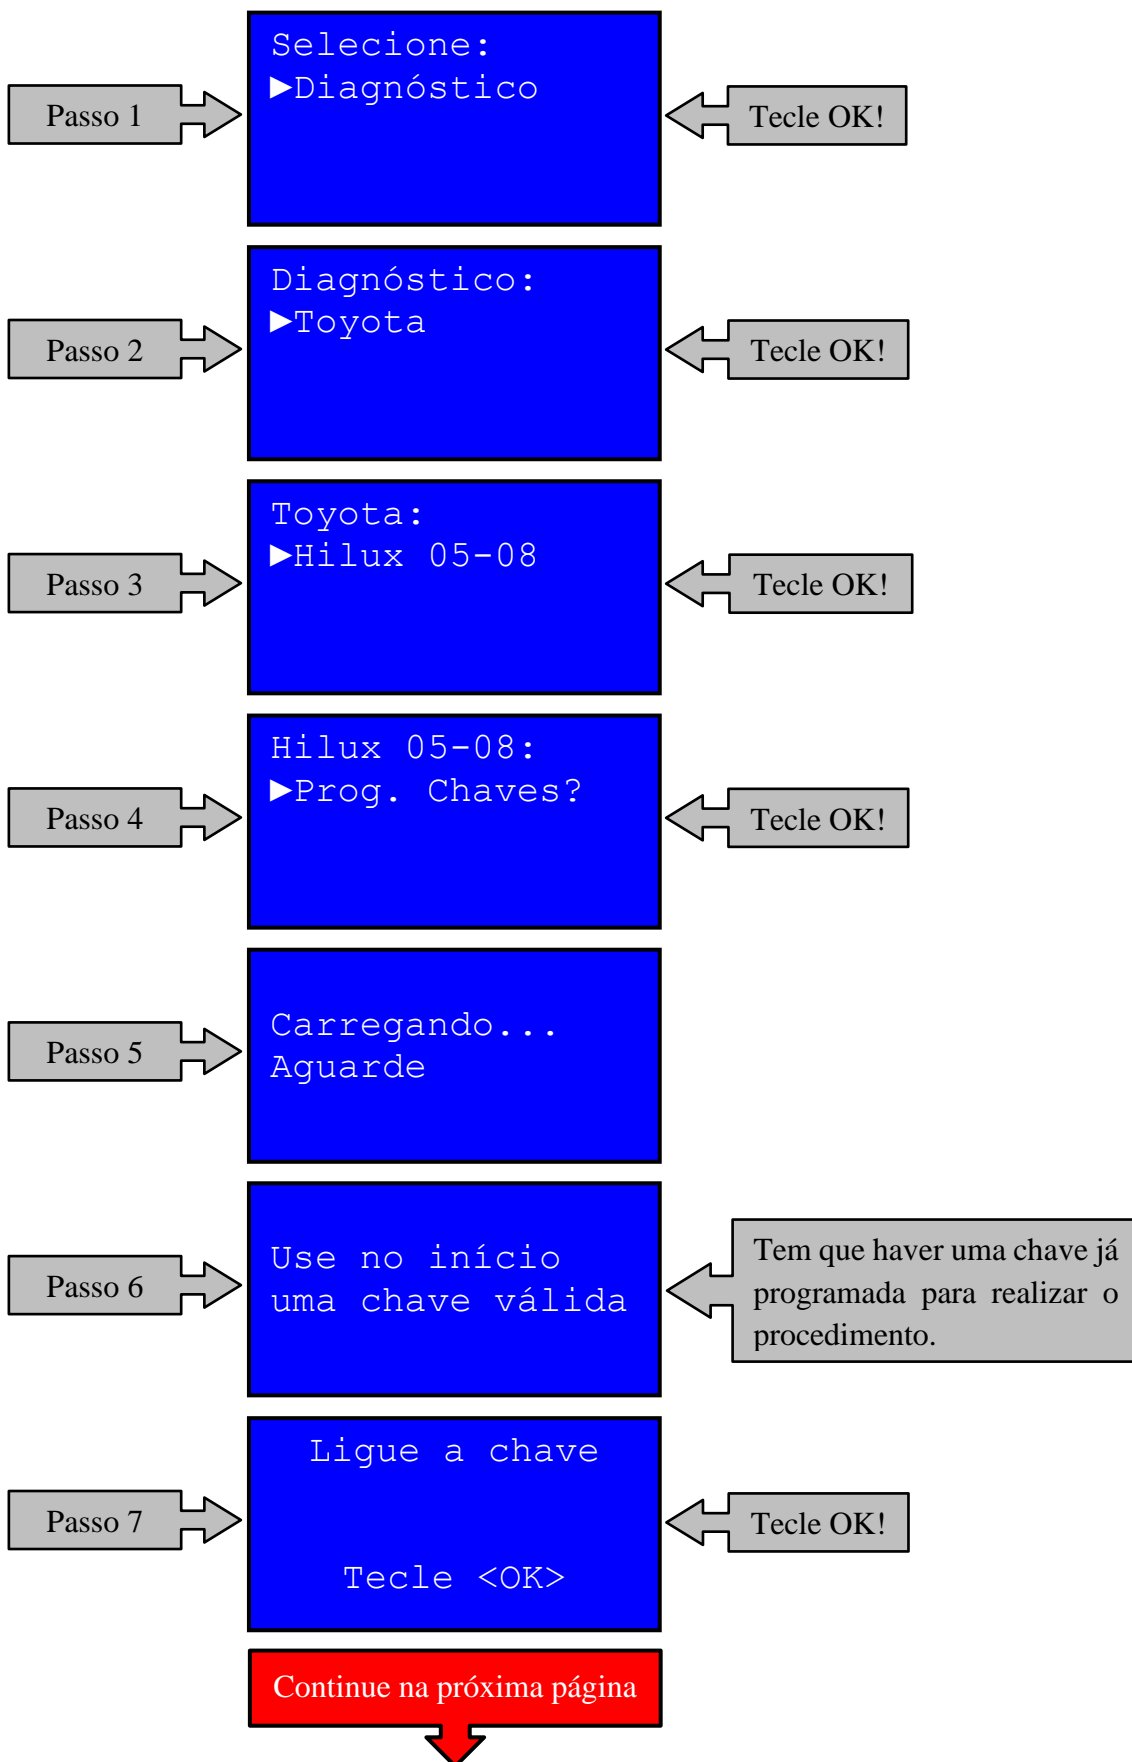 Selecione:
►Diagnóstico
Passo 1
Tecle OK!
Diagnóstico:
►Toyota
Passo 2
Tecle OK!
Toyota:
►Hilux 05-08
Passo 3
Tecle OK!
Hilux 05-08:
►Prog. Chaves?
Passo 4
Tecle OK!
Carregando...
Aguarde
Passo 5
Use no início
uma chave válida
Passo 6
Tem que haver uma chave já
programada para realizar o
procedimento.
Ligue a chave
Passo 7
Tecle OK!
Tecle <OK>
Continue na próxima página